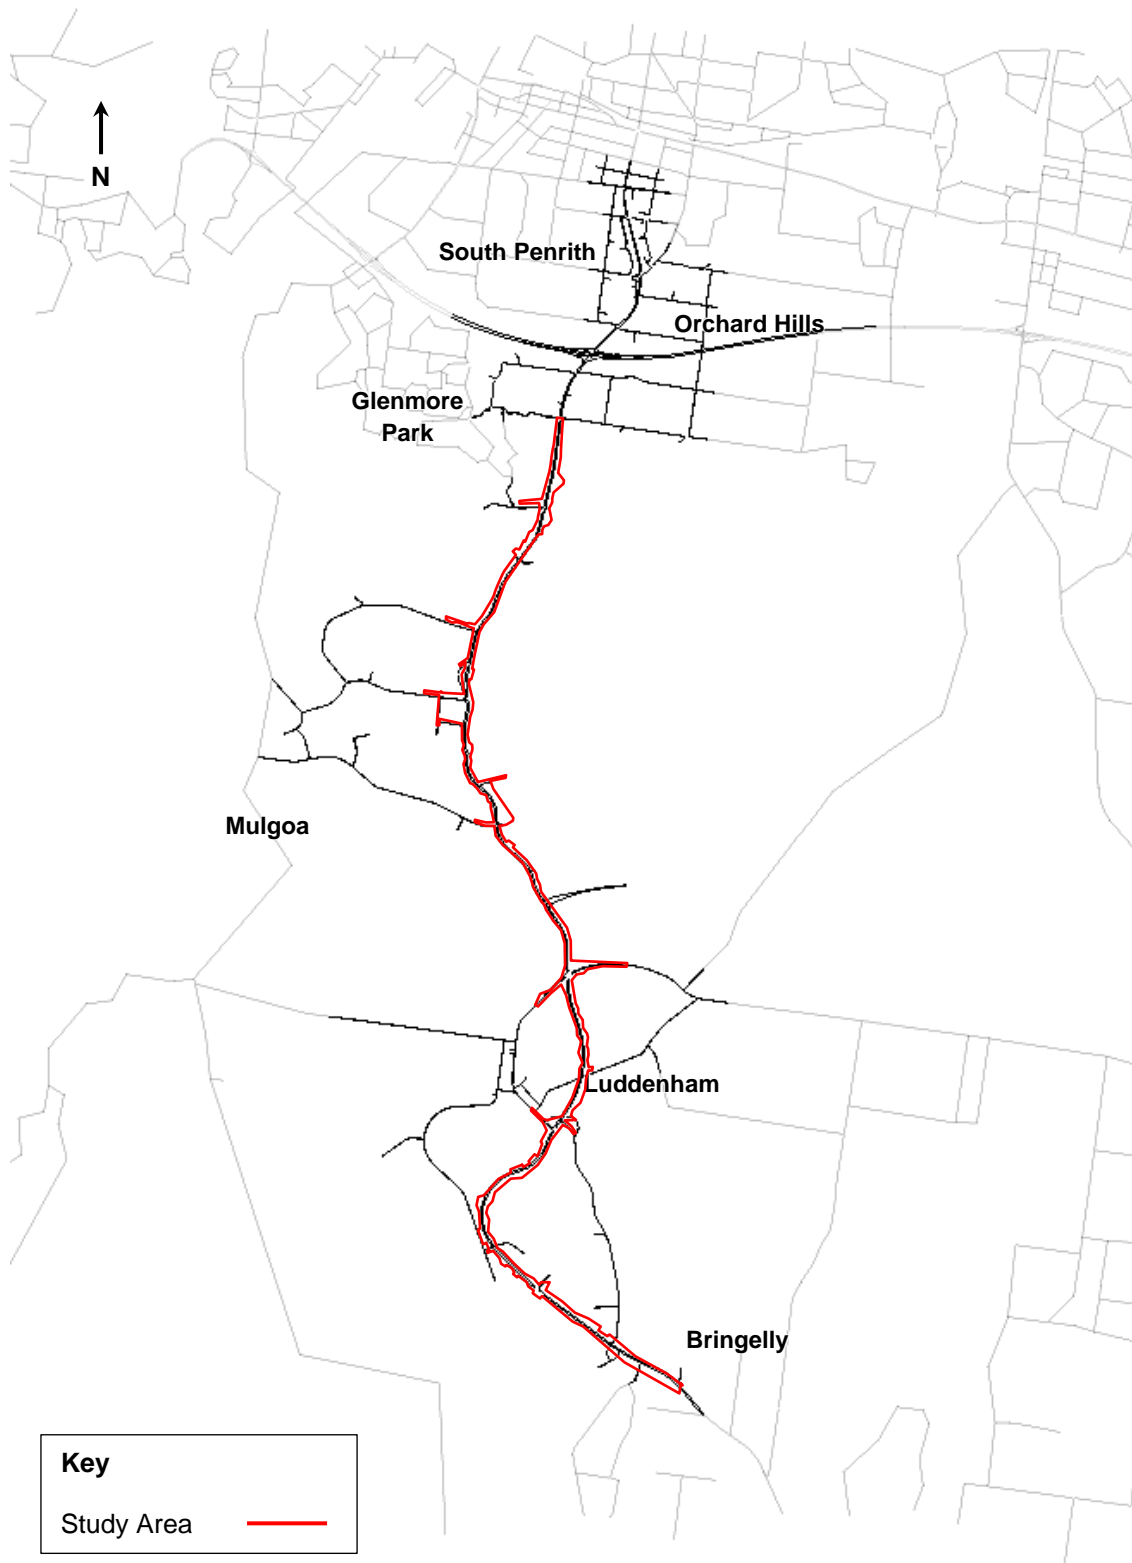 N
South Penrith
Orchard Hills
Glenmore
Park
Mulgoa
Luddenham
Bringelly
Key
Study Area